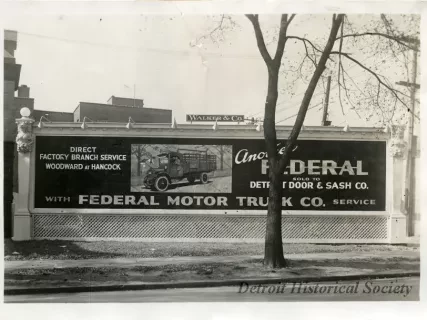 WALKER & CO.
DIRECT
FACTORY BRANCH SERVICE
WOODWARD at HANCOCK
Another
FEDERAL
SOLD TO
DETROIT DOOR & SASH CO.
WITH FEDERAL MOTOR TRUCK CO. SERVICE
Detroit Historical Society